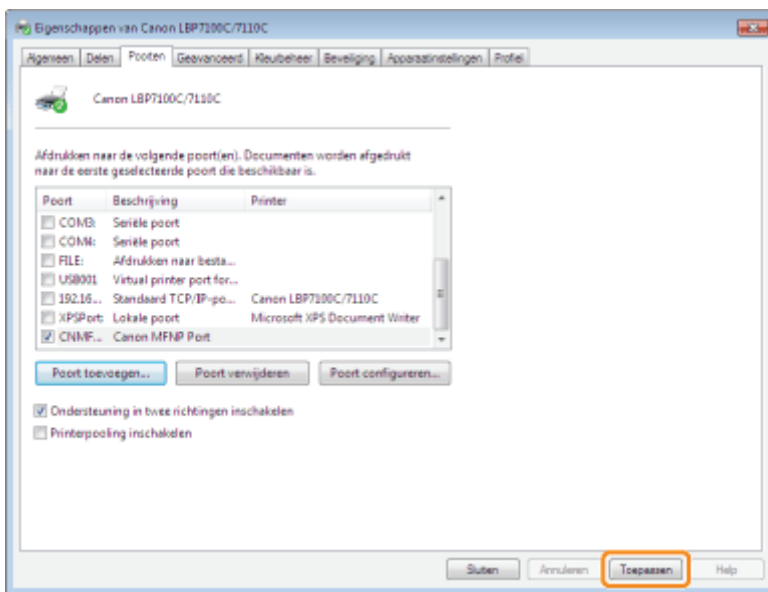 Eigenschappen van Canon LBP7100C/7110C
Algemeen Delen Poorten Geavanceerd Kleurbeheer Beveiliging Apparaatinstellingen Profiel
Canon LBP7100C/7110C
Afdrukken naar de volgende poort(en). Documenten worden afgedrukt
naar de eerste geselecteerde poort die beschikbaar is.
Poort Beschrijving Printer
COM3: Seriële poort
COM4: Seriële poort
FILE: Afdrukken naar besta...
USB001 Virtual printer port for...
192.16... Standaard TCP/IP-po... Canon LBP7100C/7110C
XPSPort: Lokale poort Microsoft XPS Document Writer
CNMF... Canon MFNP Port
Poort toevoegen... Poort verwijderen Poort configureren...
Ondersteuning in twee richtingen inschakelen
Printerpooling inschakelen
Sluiten Annuleren Toepassen Help